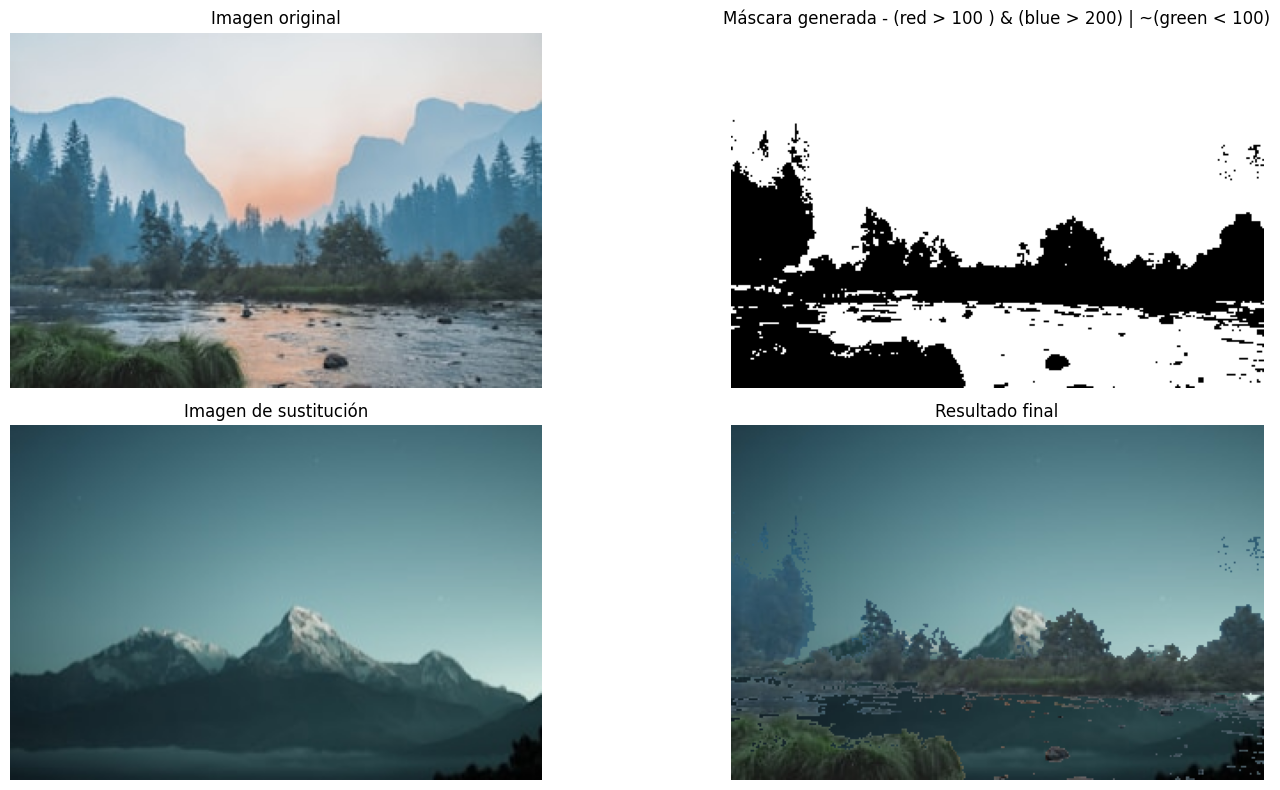 Imagen original
Máscara generada - (red > 100 ) & (blue > 200) | ~(green < 100)
Imagen de sustitución
Resultado final